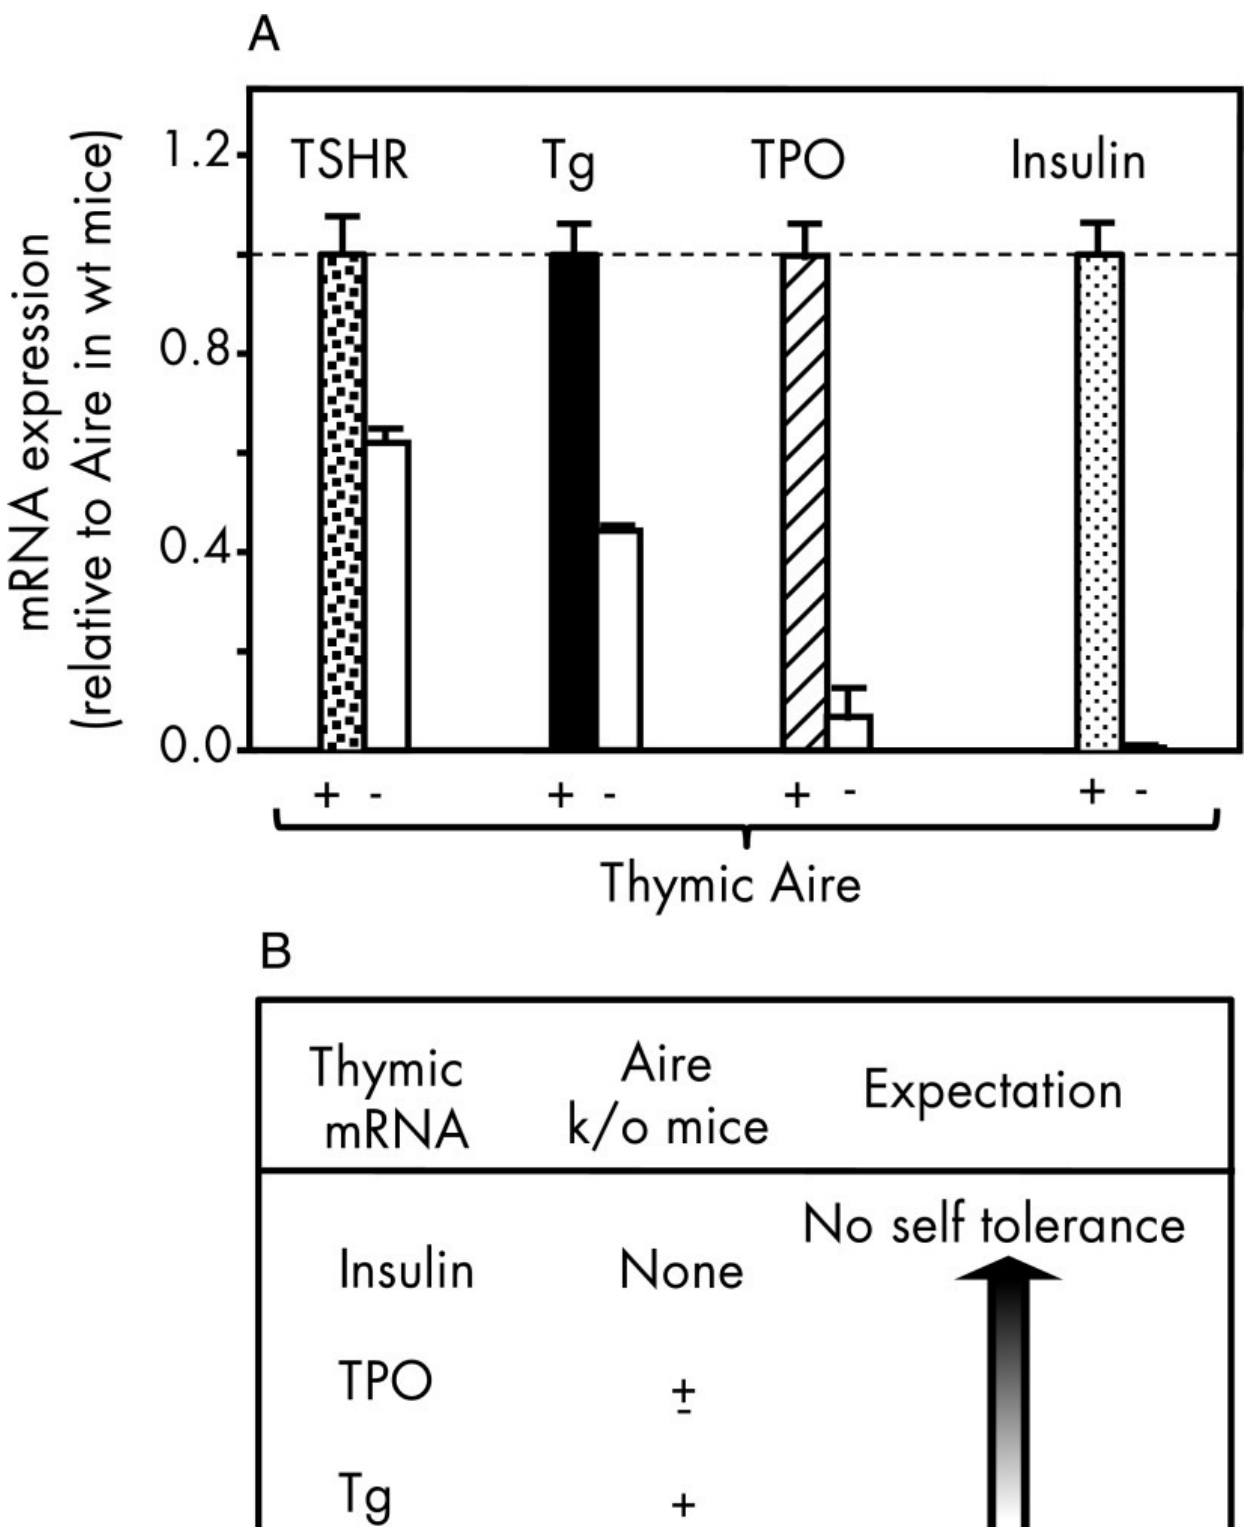 A
mRNA expression
(relative to Aire in wt mice)
1.2
0.8
0.4
0.0
TSHR Tg TPO Insulin
+ - + - + - + -
Thymic Aire
B
Thymic
mRNA
Aire
k/o mice
Expectation
No self tolerance
Insulin None
TPO ±
Tg +